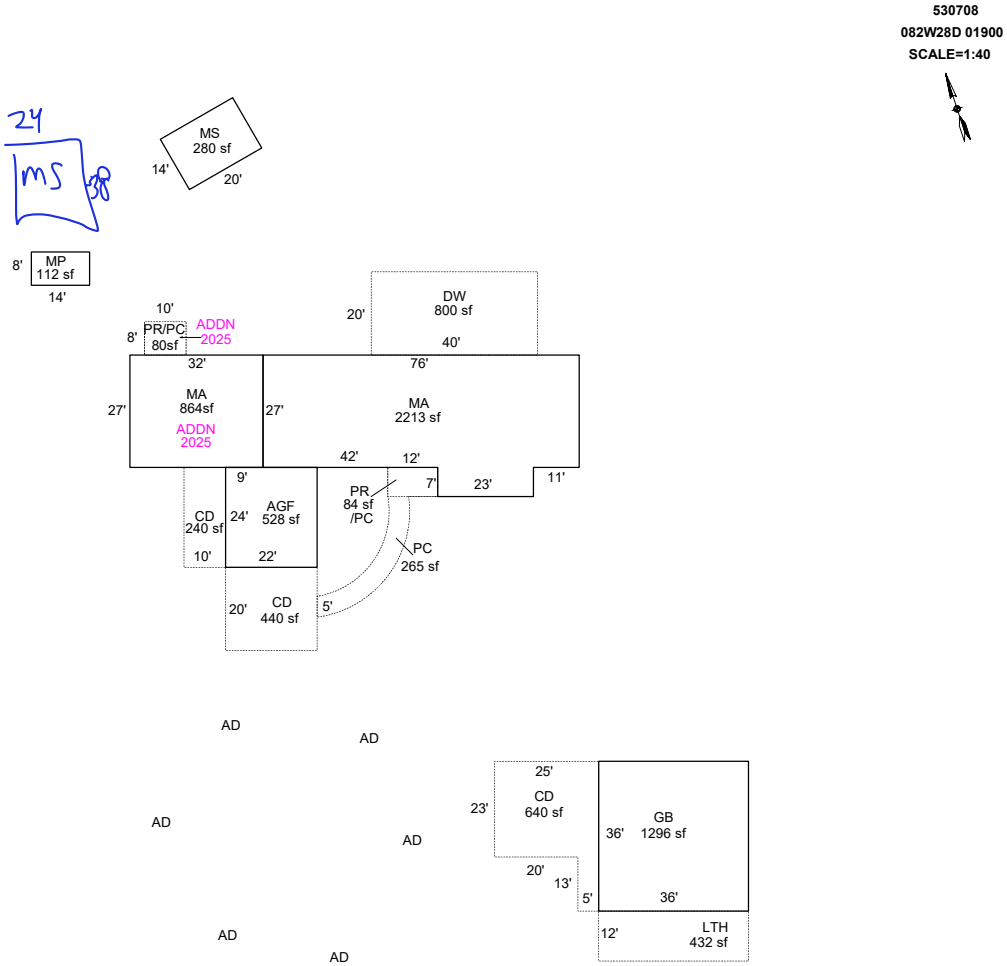 530708
082W28D 01900
SCALE=1:40
24
MS
38
MS
280 sf
14'
20'
8'
MP
112 sf
14'
10'
8'
PR/PC
80sf
ADDN
2025
20'
DW
800 sf
40'
32'
76'
27'
MA
864sf
ADDN
2025
27'
MA
2213 sf
42'
12'
7'
23'
11'
9'
CD
240 sf
10'
24'
AGF
528 sf
22'
PR
84 sf
/PC
PC
265 sf
20'
CD
440 sf
5'
AD
AD
AD
AD
AD
AD
25'
23'
CD
640 sf
20'
13'
5'
36'
GB
1296 sf
36'
12'
LTH
432 sf